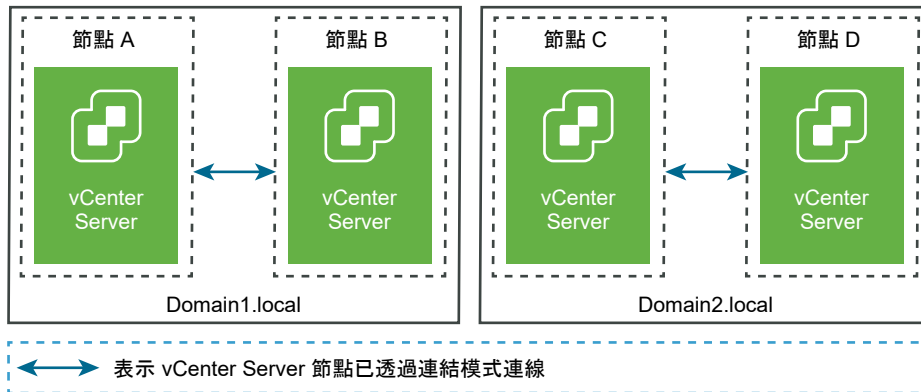 節點 A
節點 B
節點 C
節點 D
vCenter
Server
vCenter
Server
vCenter
Server
vCenter
Server
Domain1.local
Domain2.local
表示 vCenter Server 節點已透過連結模式連線